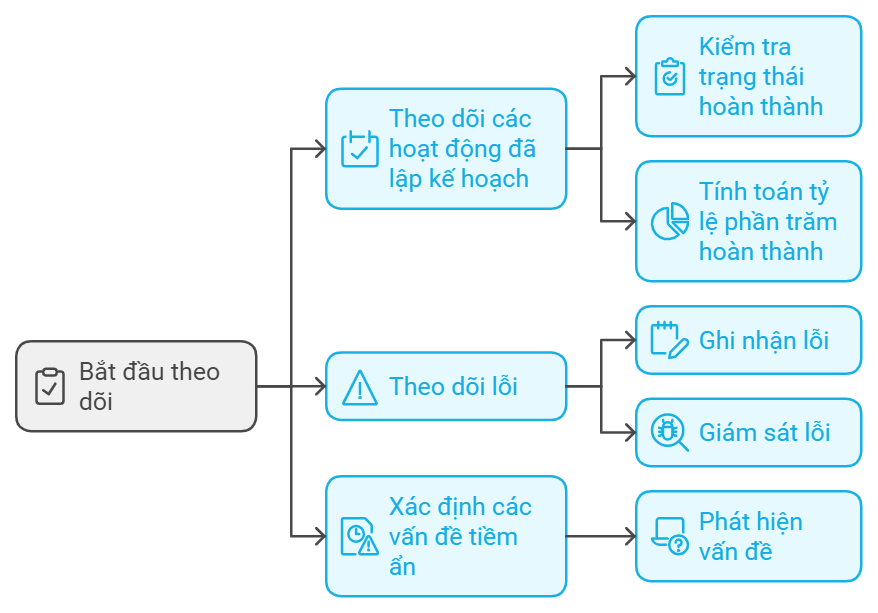 Kiểm tra
trạng thái
hoàn thành
Theo dõi các
hoạt động đã
lập kế hoạch
Tính toán tỷ
lệ phần trăm
hoàn thành
Bắt đầu theo
dõi
Theo dõi lỗi
Ghi nhận lỗi
Giám sát lỗi
Xác định các
vấn đề tiềm
ẩn
Phát hiện
vấn đề